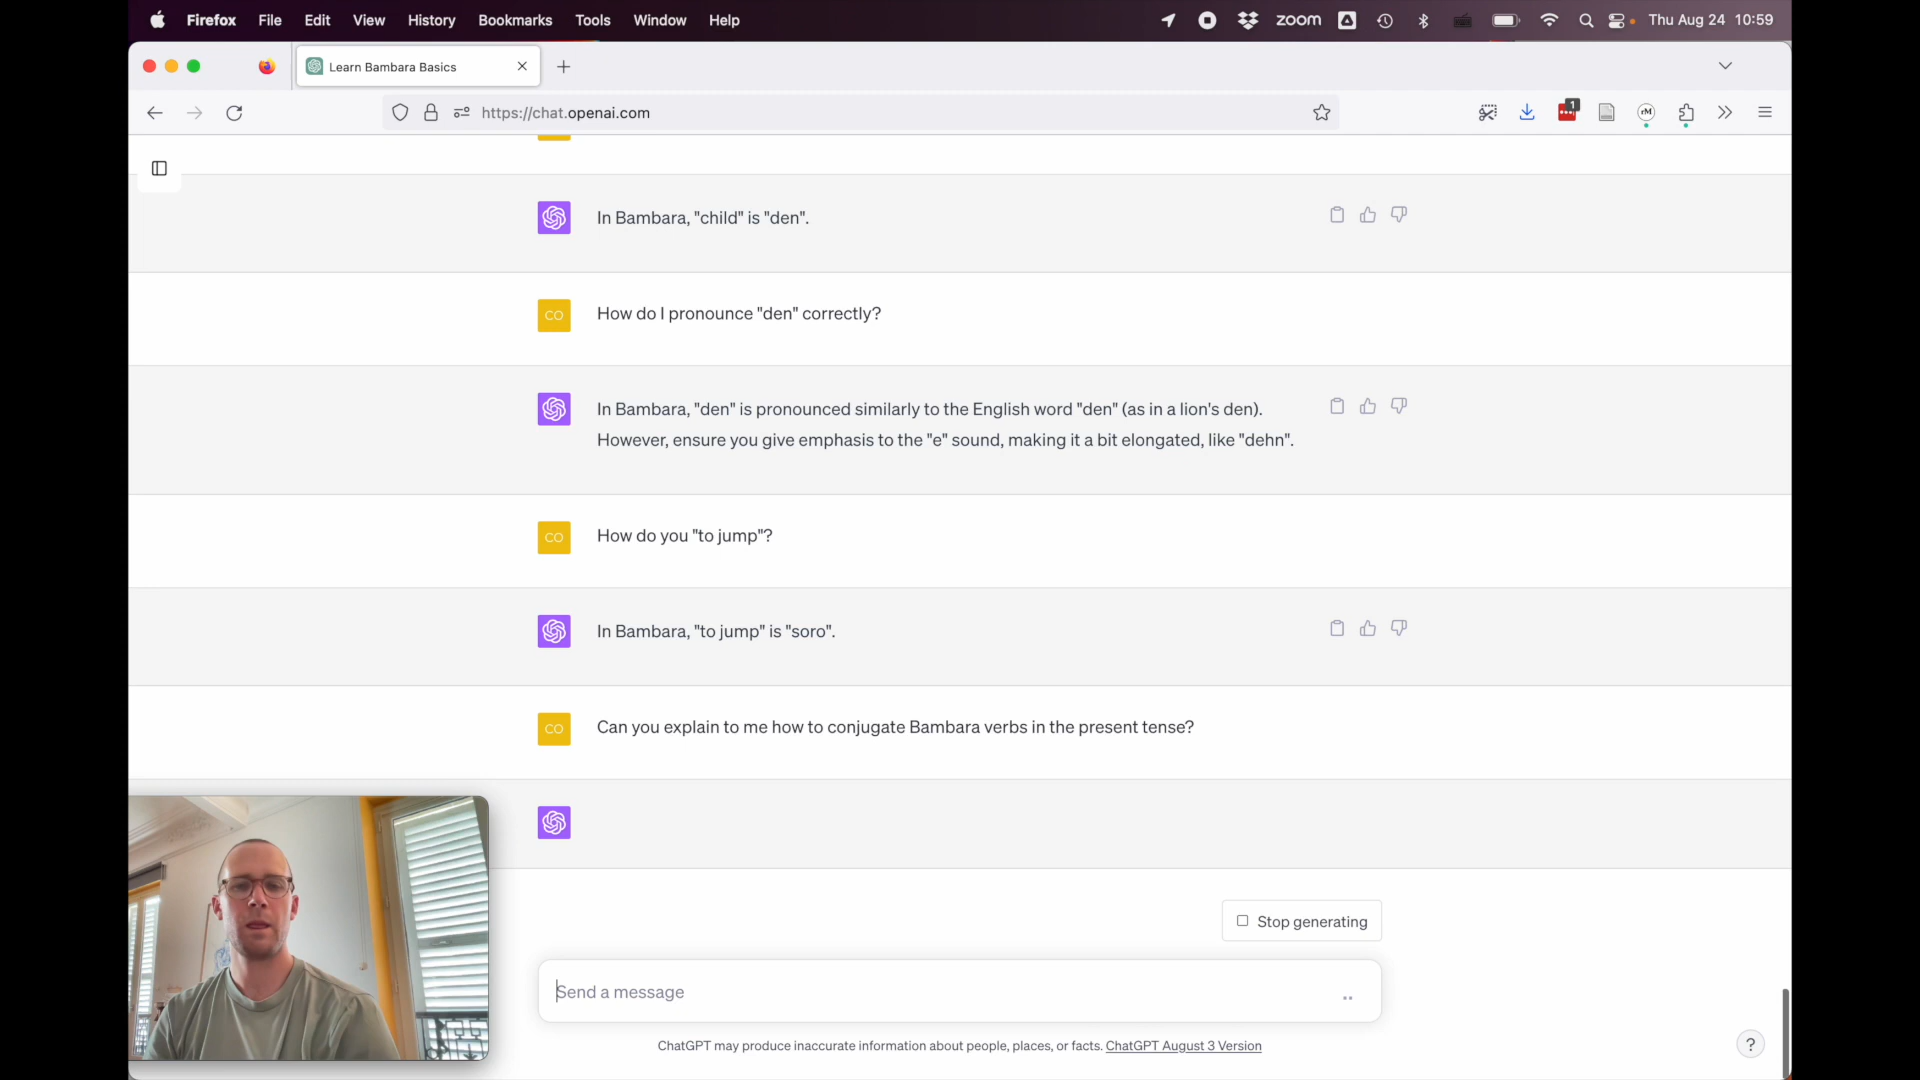 Firefox File Edit View History Bookmarks Tools Window Help zoom Thu Aug 24 10:59
Learn Bambara Basics
https://chat.openai.com
1
rM
In Bambara, "child" is "den".
CO How do I pronounce "den" correctly?
In Bambara, "den" is pronounced similarly to the English word "den" (as in a lion's den).
However, ensure you give emphasis to the "e" sound, making it a bit elongated, like "dehn".
CO How do you "to jump"?
In Bambara, "to jump" is "soro".
CO Can you explain to me how to conjugate Bambara verbs in the present tense?
Stop generating
Send a message
ChatGPT may produce inaccurate information about people, places, or facts. ChatGPT August 3 Version
?